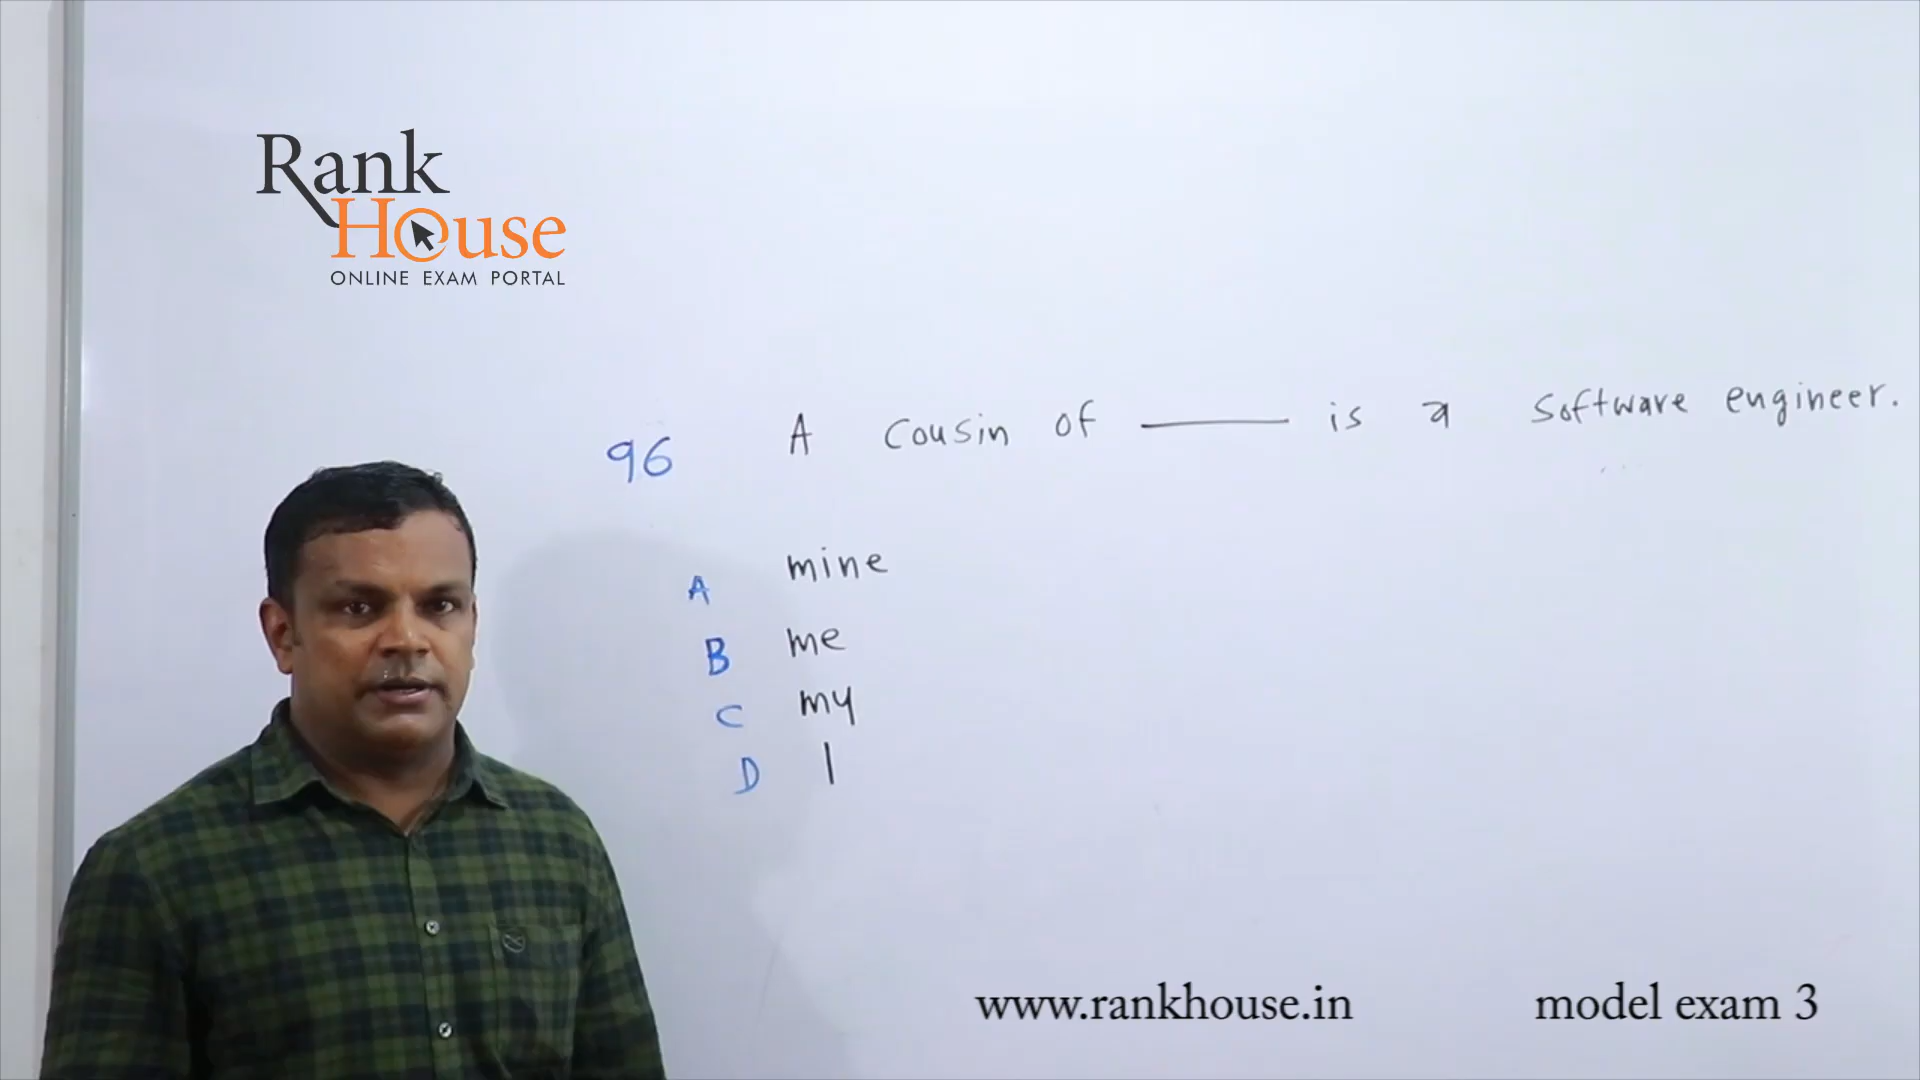 Rank
House
ONLINE EXAM PORTAL
96 A cousin of ——— is a software engineer.
A mine
B me
C my
D I
www.rankhouse.in model exam 3